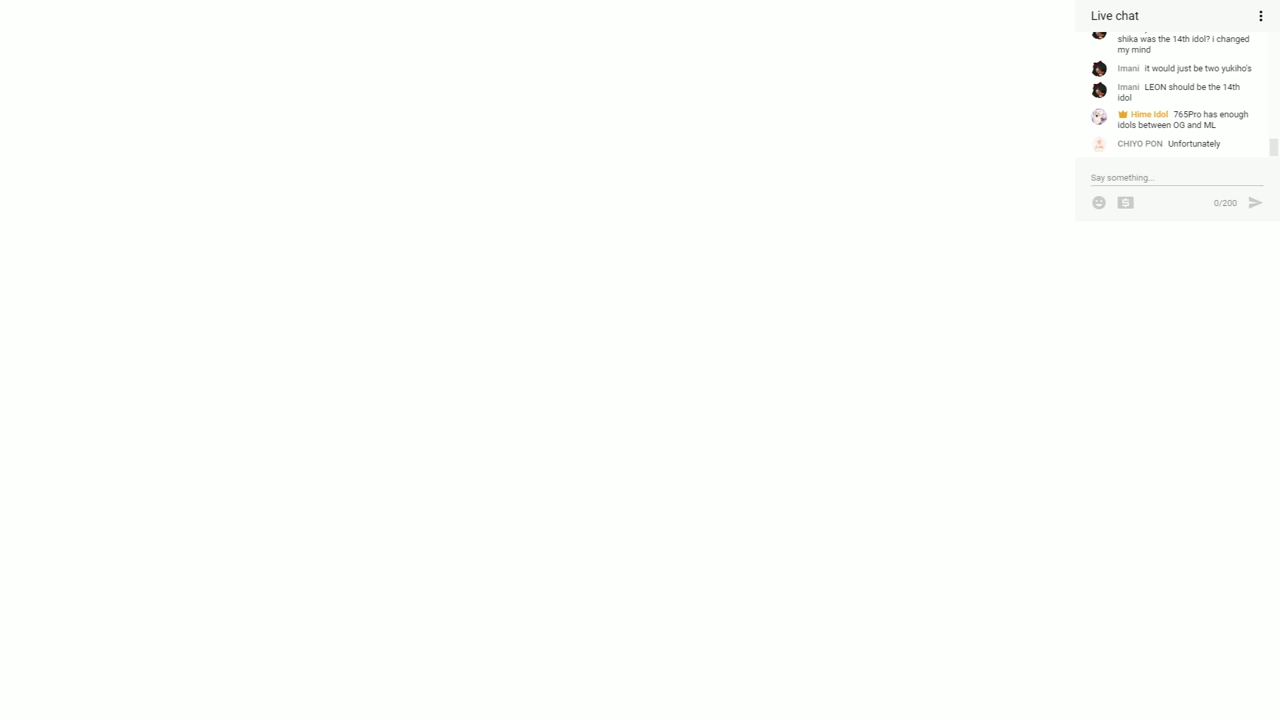 Live chat
shika was the 14th idol? i changed
my mind
Imani it would just be two yukiho's
Imani LEON should be the 14th
idol
Hime Idol 765Pro has enough
idols between OG and ML
CHIYO PON Unfortunately
Say something...
0/200